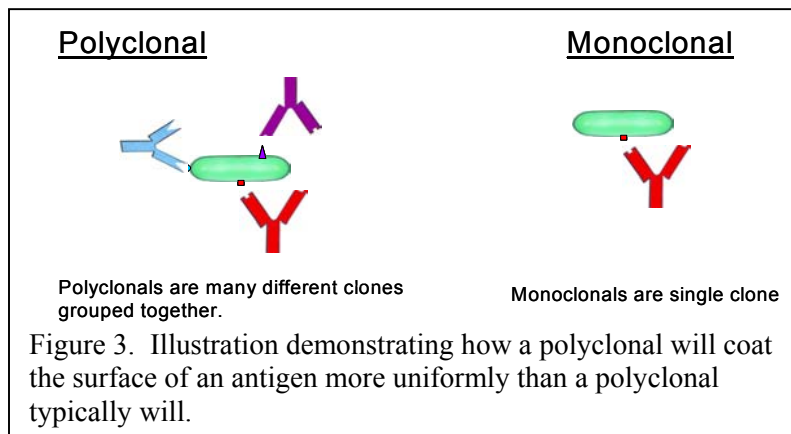 Polyclonal
Monoclonal
Polyclonals are many different clones
grouped together.
Monoclonals are single clone
Figure 3.  Illustration demonstrating how a polyclonal will coat
the surface of an antigen more uniformly than a polyclonal
typically will.